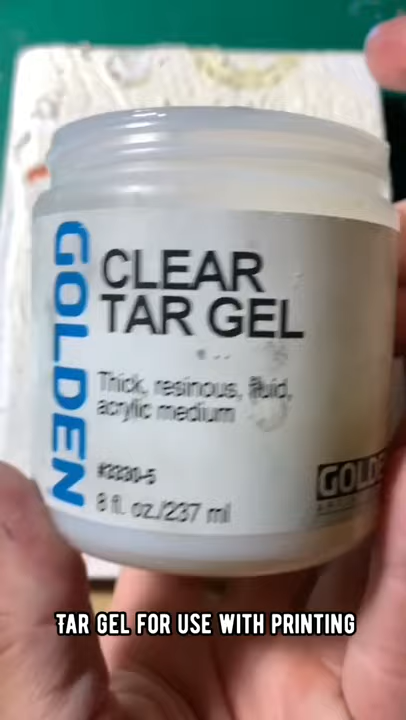 GOLDEN
CLEAR
TAR GEL
Thick, resinous, fluid,
acrylic medium
#3330-5
8 fl. oz./237 ml
GOLDE
TAR GEL FOR USE WITH PRINTING